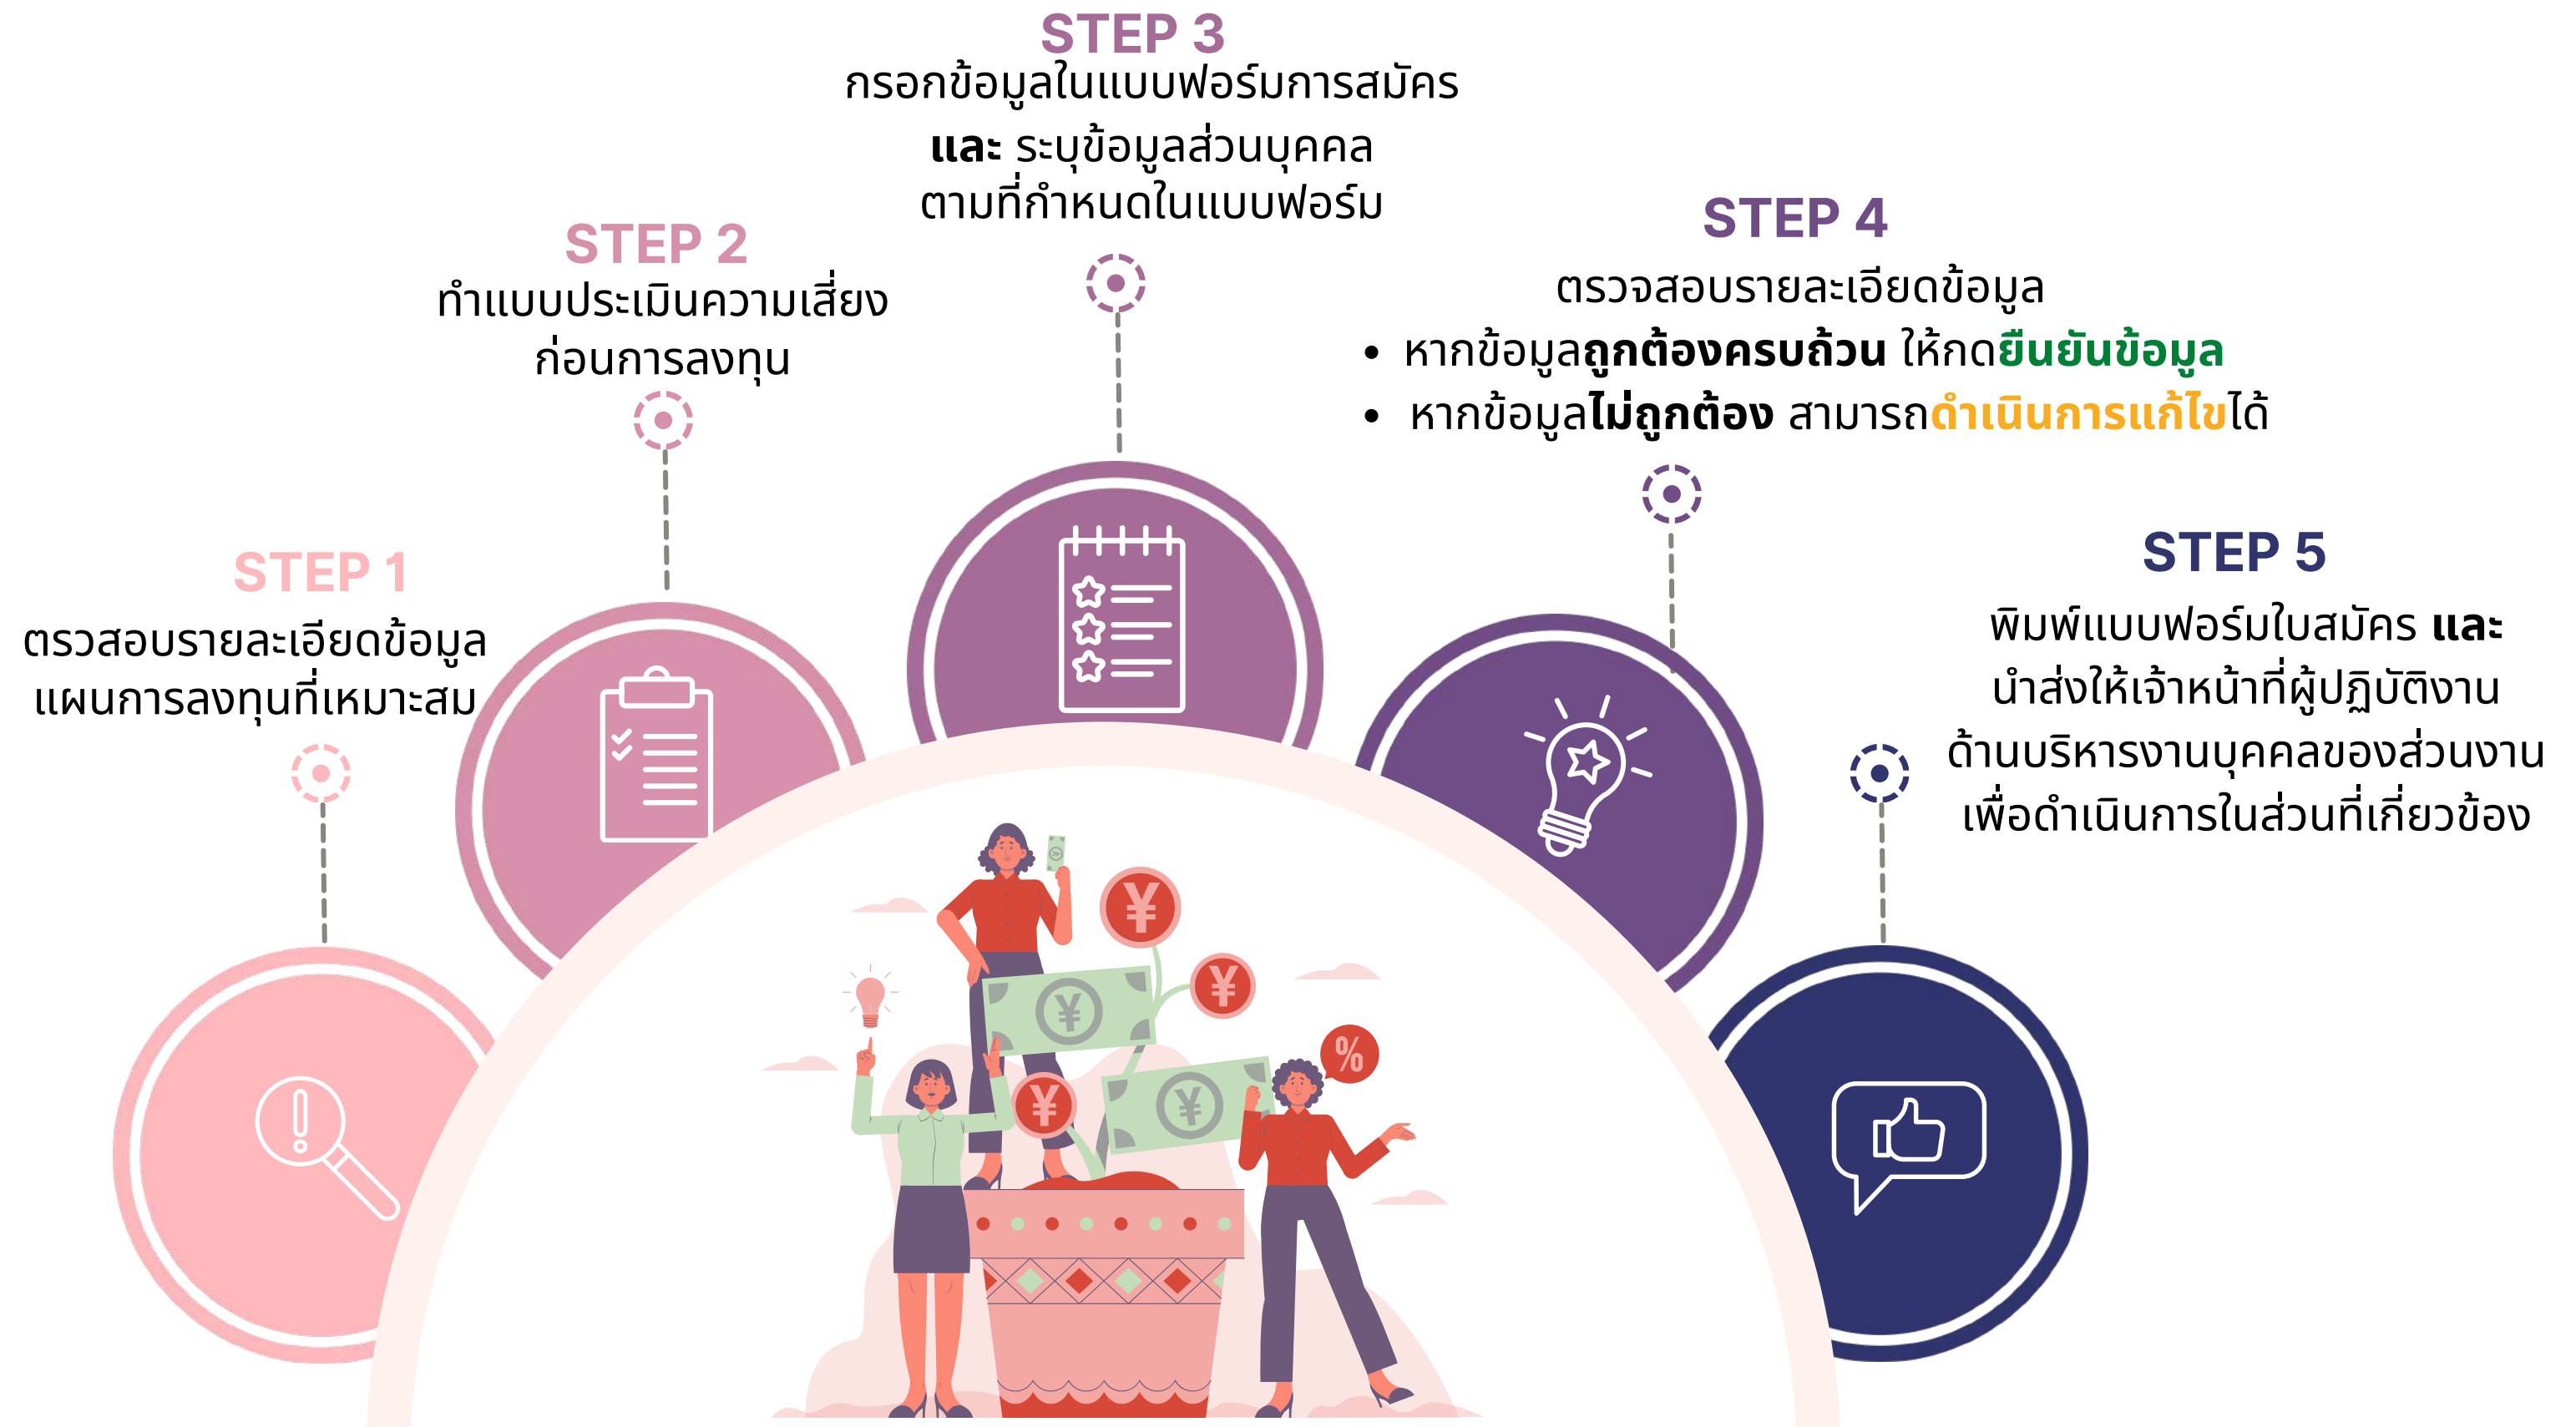 STEP 1
ตรวสอบรายละเอียดข้อมูล
แผนการลงทุนที่เหมาะสม
STEP 2
ทำแบบประเมินความเสี่ยง
ก่อนการลงทุน
STEP 3
กรอกข้อมูลในแบบฟอร์มการสมัคร
และ ระบุข้อมูลส่วนบุคคล
ตามที่กำหนดในแบบฟอร์ม
STEP 4
ตรวจสอบรายละเอียดข้อมูล
• หากข้อมูลถูกต้องครบถ้วน ให้กดยืนยันข้อมูล
• หากข้อมูลไม่ถูกต้อง สามารถดำเนินการแก้ไขได้
STEP 5
พิมพ์แบบฟอร์มใบสมัคร และ
นำส่งให้เจ้าหน้าที่ผู้ปฏิบัติงาน
ด้านบริหารงานบุคคลของส่วนงาน
เพื่อดำเนินการในส่วนที่เกี่ยวข้อง
¥
¥
¥
%
¥
¥